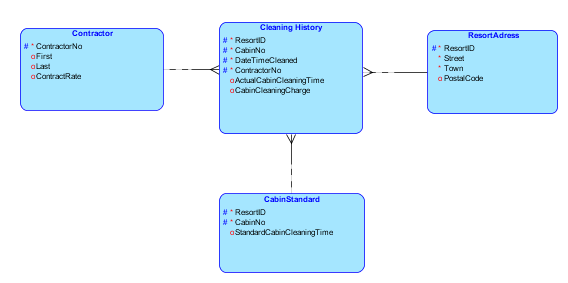 Contractor
# * ContractorNo
o First
o Last
o ContractRate
Cleaning History
# * ResortID
# * CabinNo
# * DateTimeCleaned
# * ContractorNo
o ActualCabinCleaningTime
o CabinCleaningCharge
ResortAdress
# * ResortID
* Street
* Town
o PostalCode
CabinStandard
# * ResortID
# * CabinNo
o StandardCabinCleaningTime